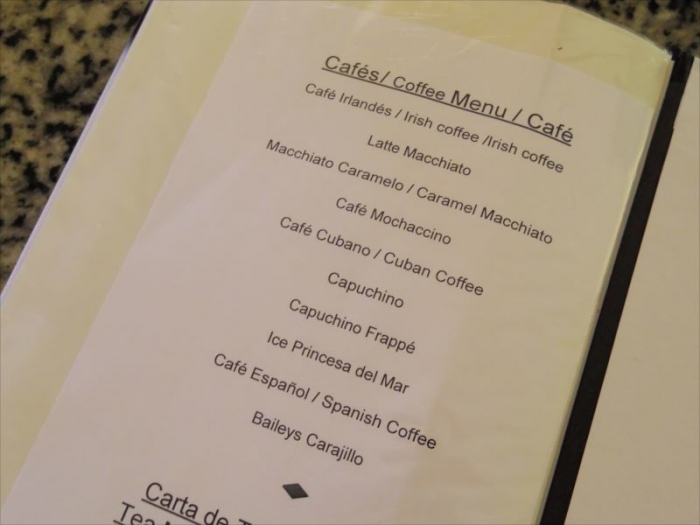 Cafés/ Coffee Menu / Café
Café Irlandés / Irish coffee /Irish coffee
Latte Macchiato
Macchiato Caramelo / Caramel Macchiato
Café Mochaccino
Café Cubano / Cuban Coffee
Capuchino
Capuchino Frappé
Ice Princesa del Mar
Café Español / Spanish Coffee
Baileys Carajillo
Carta de
Tea